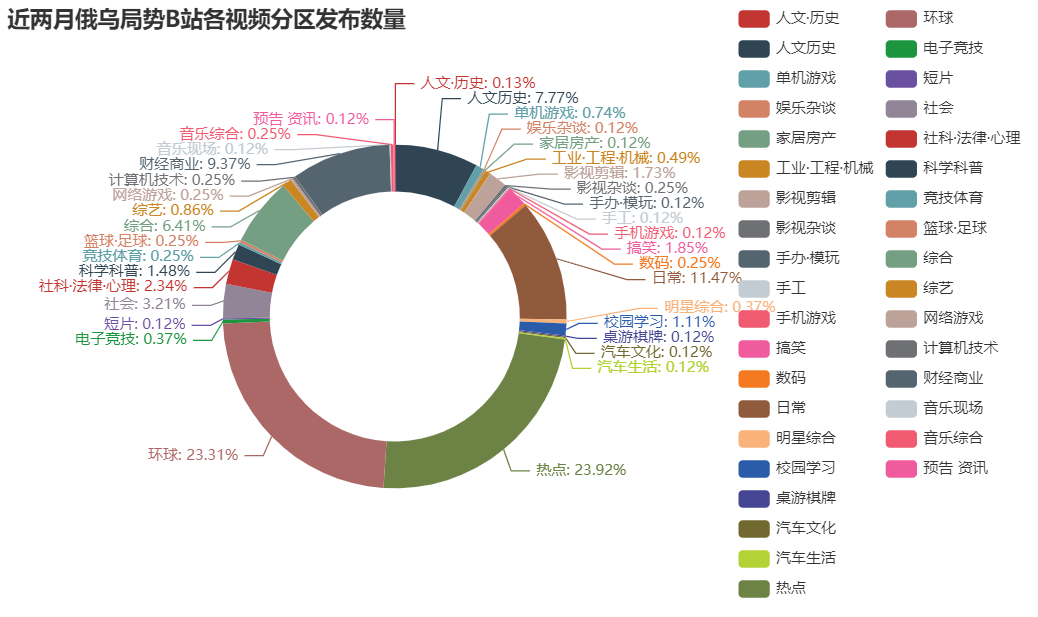 近两月俄乌局势B站各视频分区发布数量
人文·历史: 0.13%
人文历史: 7.77%
单机游戏: 0.74%
娱乐杂谈: 0.12%
家居房产: 0.12%
工业·工程·机械: 0.49%
影视剪辑: 1.73%
影视杂谈: 0.25%
手办·模玩: 0.12%
手工: 0.12%
手机游戏: 0.12%
搞笑: 1.85%
数码: 0.25%
日常: 11.47%
明星综合: 0.37%
校园学习: 1.11%
桌游棋牌: 0.12%
汽车文化: 0.12%
汽车生活: 0.12%
热点: 23.92%
环球: 23.31%
电子竞技: 0.37%
短片: 0.12%
社会: 3.21%
社科·法律·心理: 2.34%
科学科普: 1.48%
竞技体育: 0.25%
篮球·足球: 0.25%
综合: 6.41%
综艺: 0.86%
网络游戏: 0.25%
计算机技术: 0.25%
财经商业: 9.37%
音乐现场: 0.12%
音乐综合: 0.25%
预告 资讯: 0.12%
人文·历史
人文历史
单机游戏
娱乐杂谈
家居房产
工业·工程·机械
影视剪辑
影视杂谈
手办·模玩
手工
手机游戏
搞笑
数码
日常
明星综合
校园学习
桌游棋牌
汽车文化
汽车生活
热点
环球
电子竞技
短片
社会
社科·法律·心理
科学科普
竞技体育
篮球·足球
综合
综艺
网络游戏
计算机技术
财经商业
音乐现场
音乐综合
预告 资讯